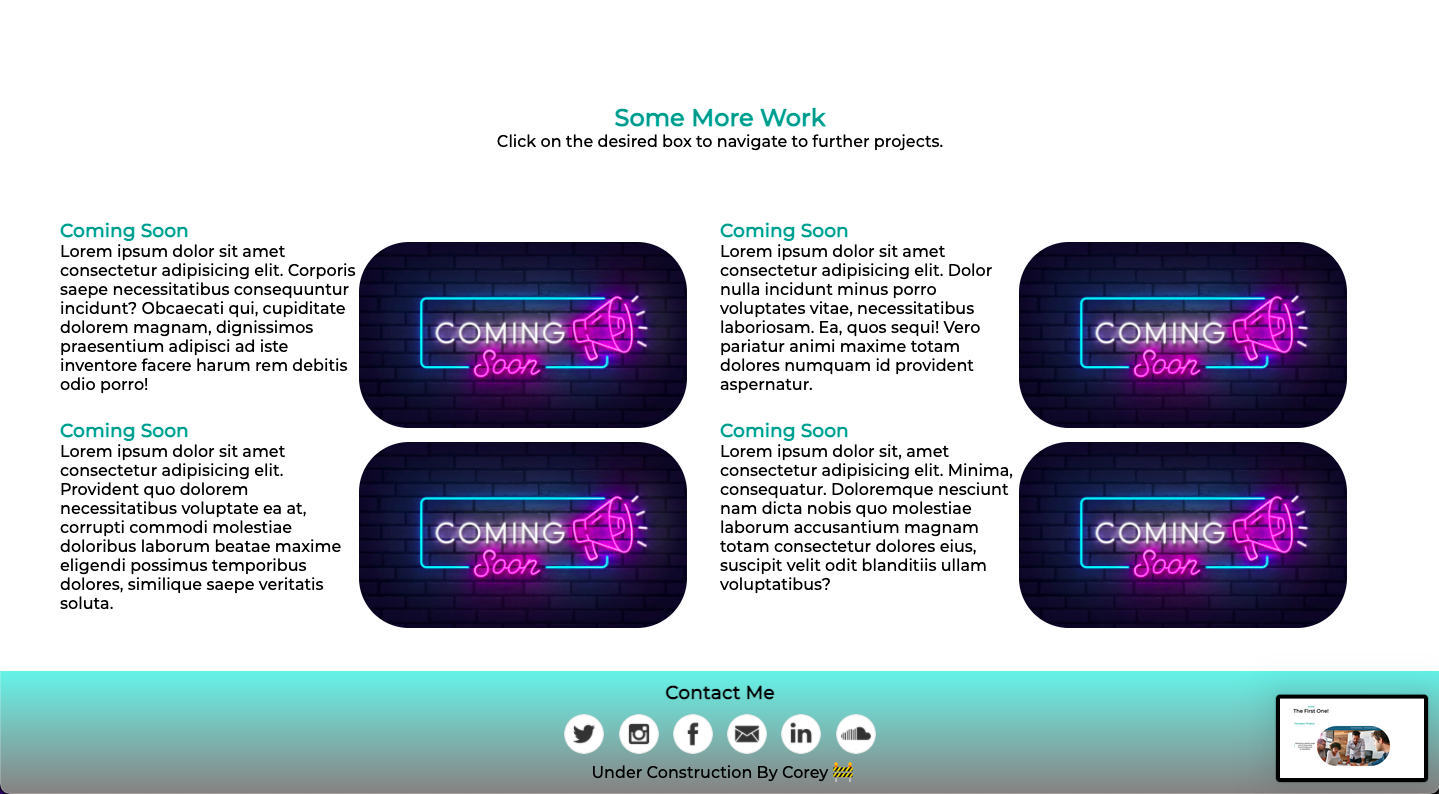 Some More Work
Click on the desired box to navigate to further projects.
Coming Soon
Lorem ipsum dolor sit amet
consectetur adipisicing elit. Corporis
saepe necessitatibus consequuntur
incidunt? Obcaecati qui, cupiditate
dolorem magnam, dignissimos
praesentium adipisci ad iste
inventore facere harum rem debitis
odio porro!
COMING
Soon
Coming Soon
Lorem ipsum dolor sit amet
consectetur adipisicing elit. Dolor
nulla incidunt minus porro
voluptates vitae, necessitatibus
laboriosam. Ea, quos sequi! Vero
pariatur animi maxime totam
dolores numquam id provident
aspernatur.
COMING
Soon
Coming Soon
Lorem ipsum dolor sit amet
consectetur adipisicing elit.
Provident quo dolorem
necessitatibus voluptate ea at,
corrupti commodi molestiae
doloribus laborum beatae maxime
eligendi possimus temporibus
dolores, similique saepe veritatis
soluta.
COMING
Soon
Coming Soon
Lorem ipsum dolor sit, amet
consectetur adipisicing elit. Minima,
consequatur. Doloremque nesciunt
nam dicta nobis quo molestiae
laborum accusantium magnam
totam consectetur dolores eius,
suscipit velit odit blanditiis ullam
voluptatibus?
COMING
Soon
Contact Me
Under Construction By Corey 🚧
The First One!